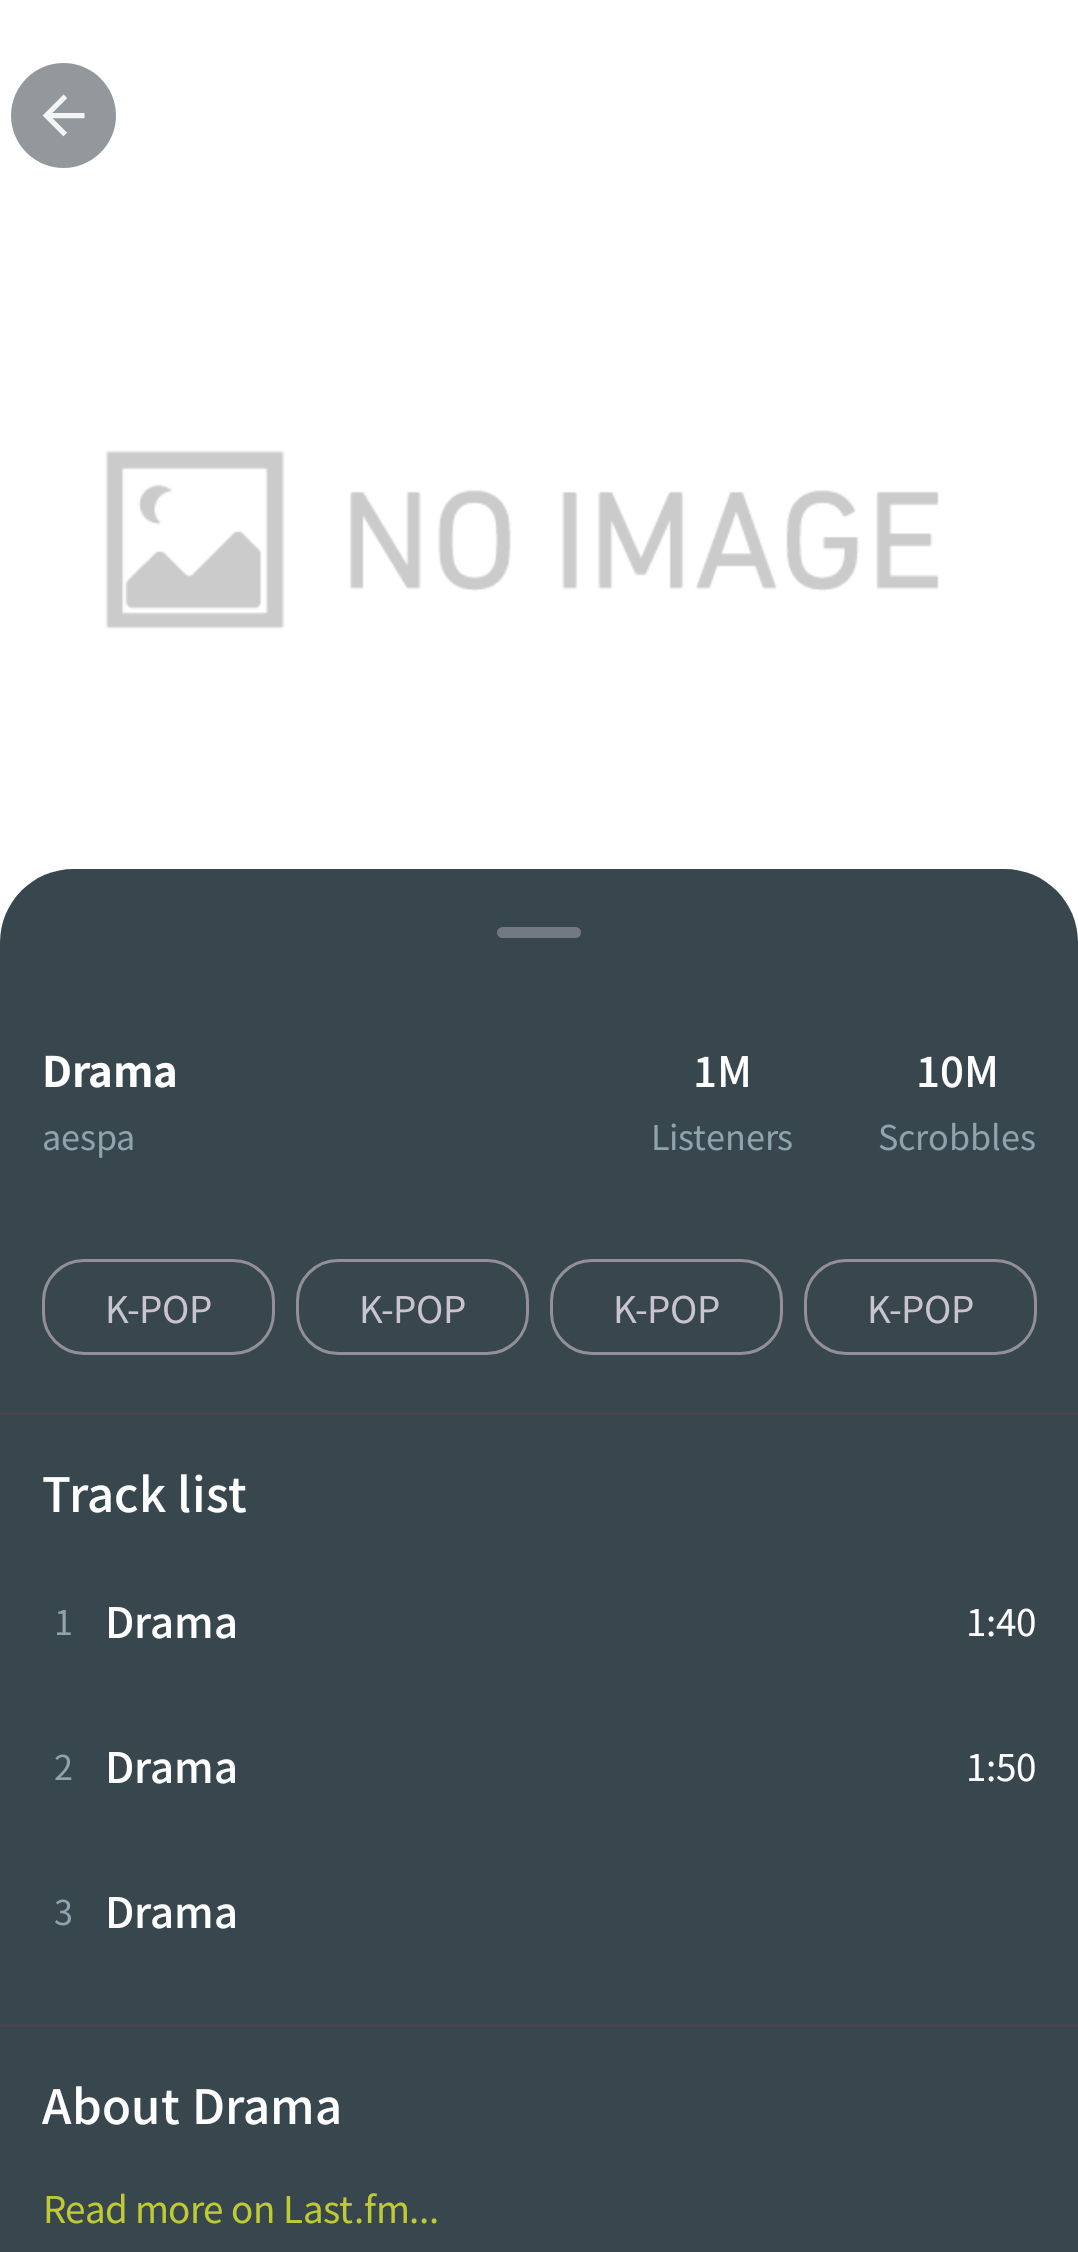 NO IMAGE
Drama
1M
10M
aespa
Listeners
Scrobbles
K-POP
K-POP
K-POP
K-POP
Track list
1 Drama 1:40
2 Drama 1:50
3 Drama
About Drama
Read more on Last.fm...